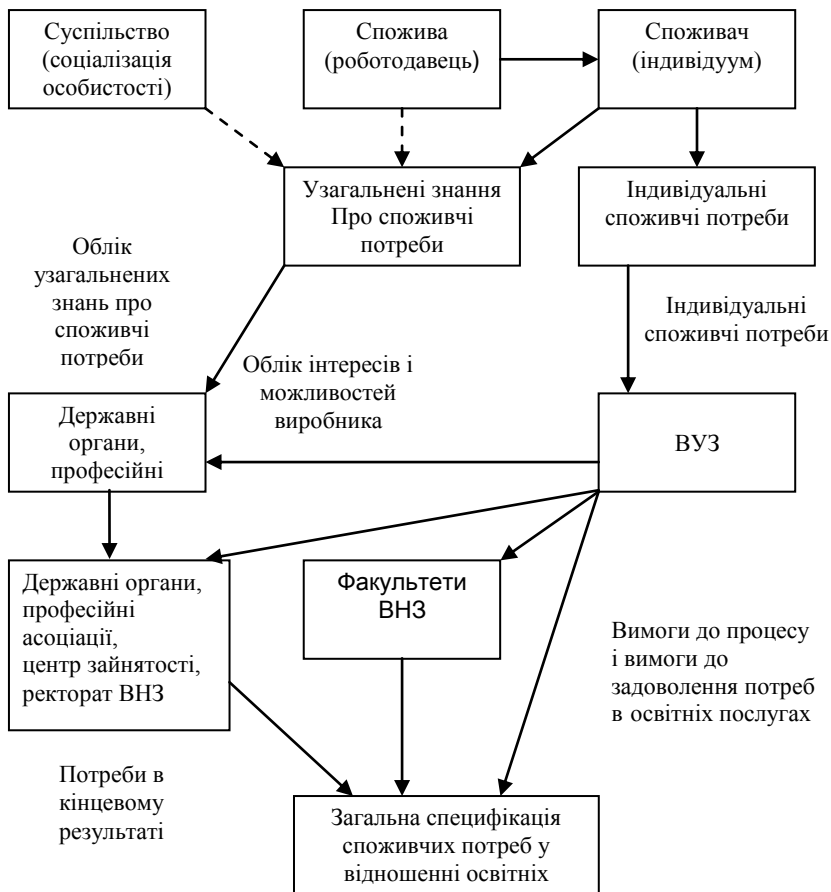 Суспільство
(соціалізація
особистості)
Спожива
(роботодавець)
Споживач
(індивідуум)
Узагальнені знання
Про споживчі
потреби
Індивідуальні
споживчі потреби
Облік
узагальнених
знань про
споживчі
потреби
Індивідуальні
споживчі потреби
Облік інтересів і
можливостей
виробника
Державні
органи,
професійні
ВУЗ
Державні органи,
професійні
асоціації,
центр зайнятості,
ректорат ВНЗ
Факультети
ВНЗ
Вимоги до процесу
і вимоги до
задоволення потреб
в освітніх послугах
Потреби в
кінцевому
результаті
Загальна специфікація
споживчих потреб у
відношенні освітніх